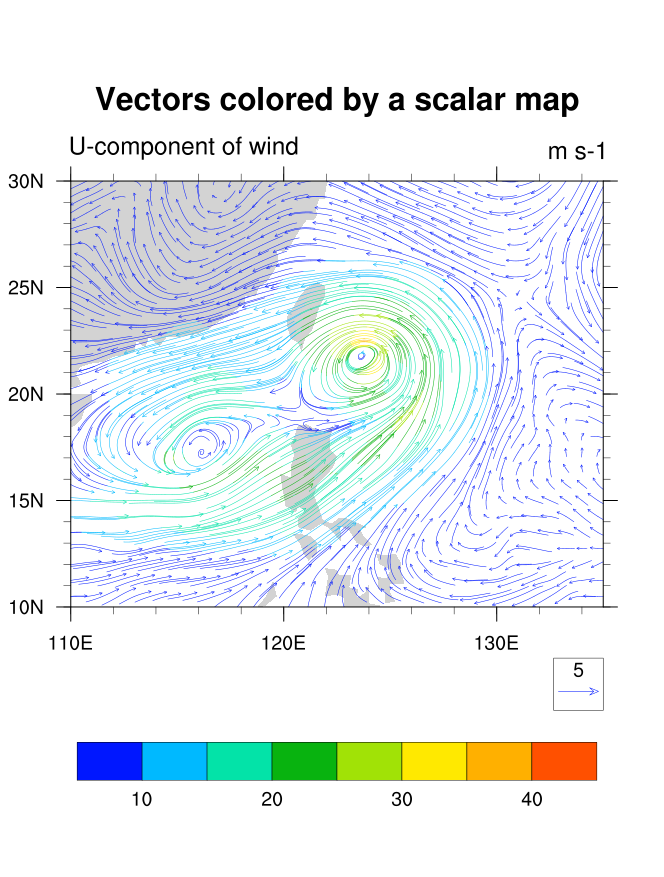 Vectors colored by a scalar map
U-component of wind
m s-1
30N
25N
20N
15N
10N
110E 120E 130E
5
10 20 30 40